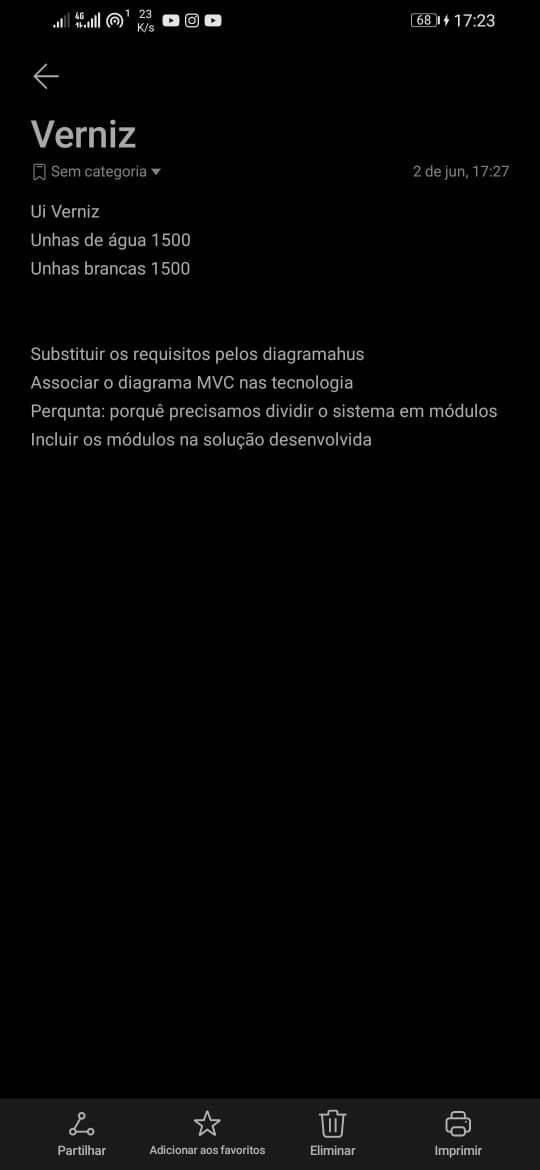 4G
1
23
K/s
68
17:23
Verniz
Sem categoria
2 de jun, 17:27
Ui Verniz
Unhas de água 1500
Unhas brancas 1500
Substituir os requisitos pelos diagramahus
Associar o diagrama MVC nas tecnologia
Perqunta: porquê precisamos dividir o sistema em módulos
Incluir os módulos na solução desenvolvida
Partilhar
Adicionar aos favoritos
Eliminar
Imprimir